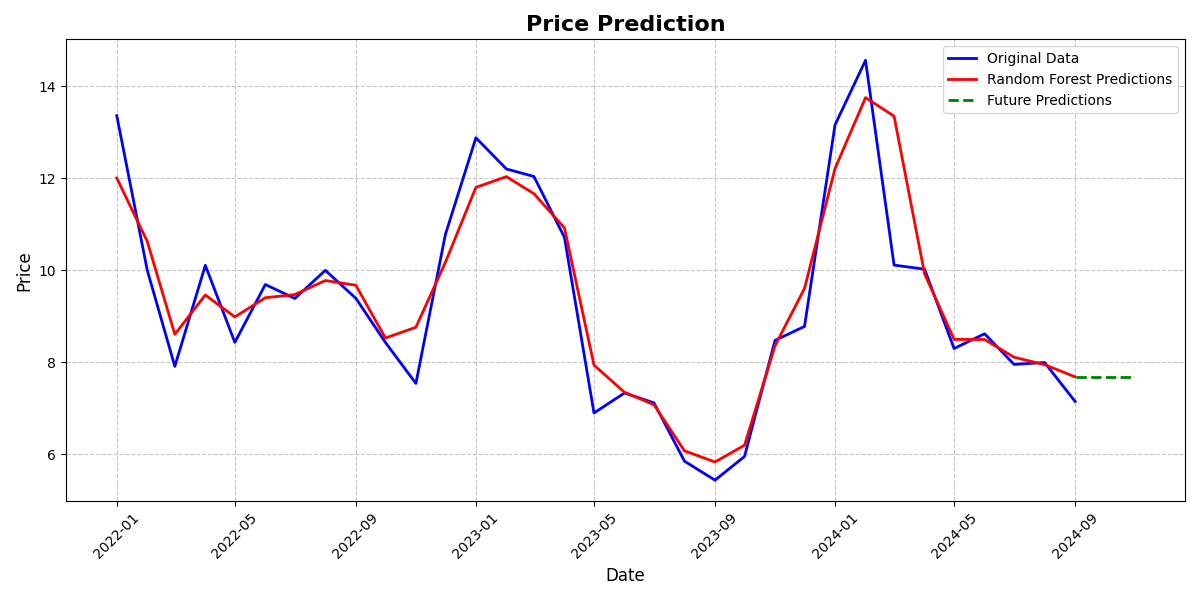 Price Prediction
Original Data
Random Forest Predictions
Future Predictions
Price
14
12
10
8
6
2022-01
2022-05
2022-09
2023-01
2023-05
2023-09
2024-01
2024-05
2024-09
Date